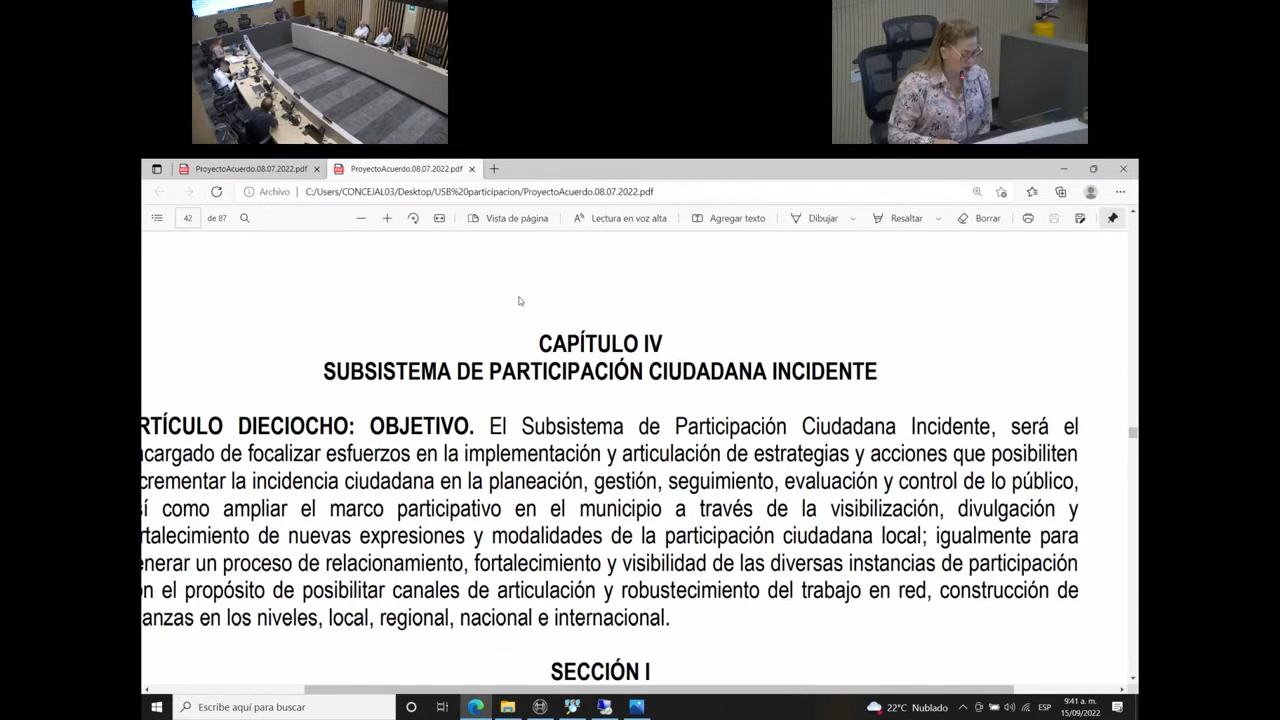 ProyectoAcuerdo.08.07.2022.pdf
ProyectoAcuerdo.08.07.2022.pdf
Archivo
C:/Users/CONCEJAL03/Desktop/USB%20participacion/ProyectoAcuerdo.08.07.2022.pdf
42 de 87
Vista de página
Lectura en voz alta
Agregar texto
Dibujar
Resaltar
Borrar
CAPÍTULO IV
SUBSISTEMA DE PARTICIPACIÓN CIUDADANA INCIDENTE
RTÍCULO DIECIOCHO: OBJETIVO. El Subsistema de Participación Ciudadana Incidente, será el
ncargado de focalizar esfuerzos en la implementación y articulación de estrategias y acciones que posibiliten
crementar la incidencia ciudadana en la planeación, gestión, seguimiento, evaluación y control de lo público,
sí como ampliar el marco participativo en el municipio a través de la visibilización, divulgación y
rtalecimiento de nuevas expresiones y modalidades de la participación ciudadana local; igualmente para
enerar un proceso de relacionamiento, fortalecimiento y visibilidad de las diversas instancias de participación
on el propósito de posibilitar canales de articulación y robustecimiento del trabajo en red, construcción de
ianzas en los niveles, local, regional, nacional e internacional.
SECCIÓN I
Escribe aquí para buscar
22°C Nublado
ESP
9:41 a. m.
15/09/2022